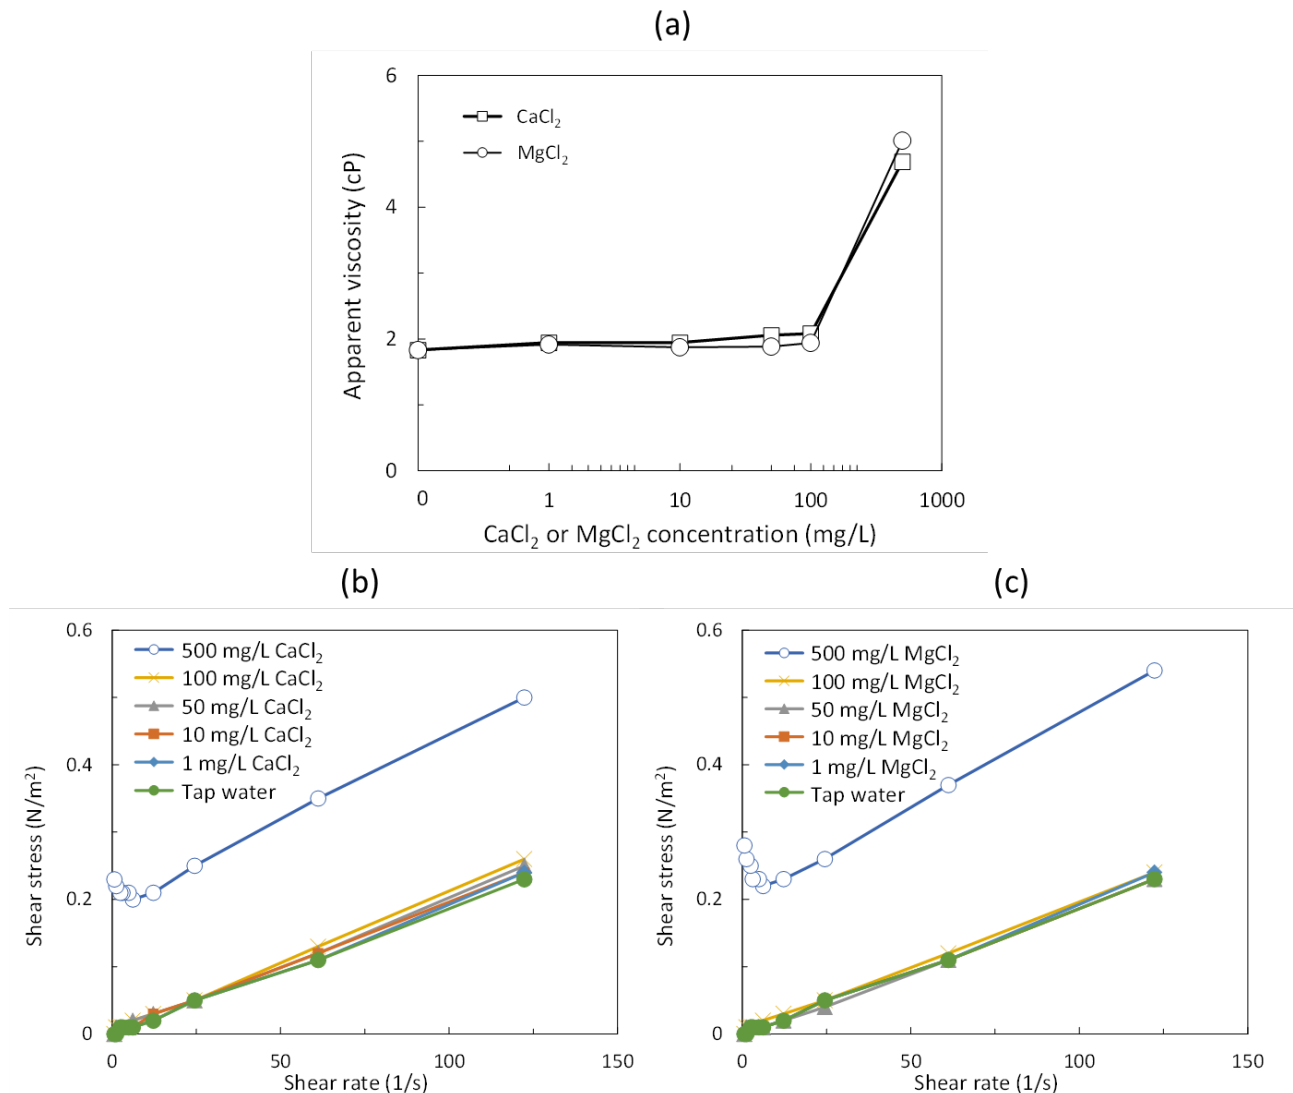 (a)
6
4
2
0
Apparent viscosity (cP)
CaCl₂
MgCl₂
0 1 10 100 1000
CaCl₂ or MgCl₂ concentration (mg/L)
(b)
0.6
0.4
0.2
0
Shear stress (N/m²)
500 mg/L CaCl₂
100 mg/L CaCl₂
50 mg/L CaCl₂
10 mg/L CaCl₂
1 mg/L CaCl₂
Tap water
0 50 100 150
Shear rate (1/s)
(c)
0.6
0.4
0.2
0
Shear stress (N/m²)
500 mg/L MgCl₂
100 mg/L MgCl₂
50 mg/L MgCl₂
10 mg/L MgCl₂
1 mg/L MgCl₂
Tap water
0 50 100 150
Shear rate (1/s)